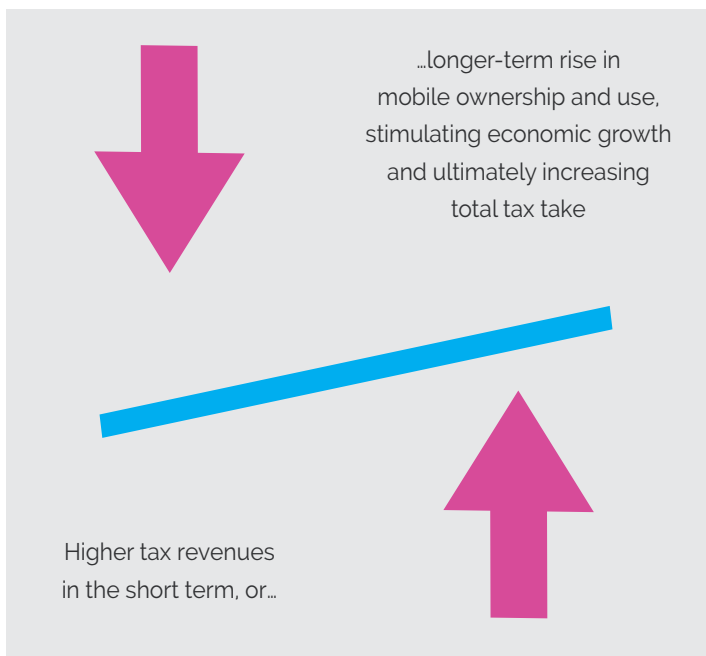 Higher tax revenues
in the short term, or…
…longer-term rise in
mobile ownership and use,
stimulating economic growth
and ultimately increasing
total tax take